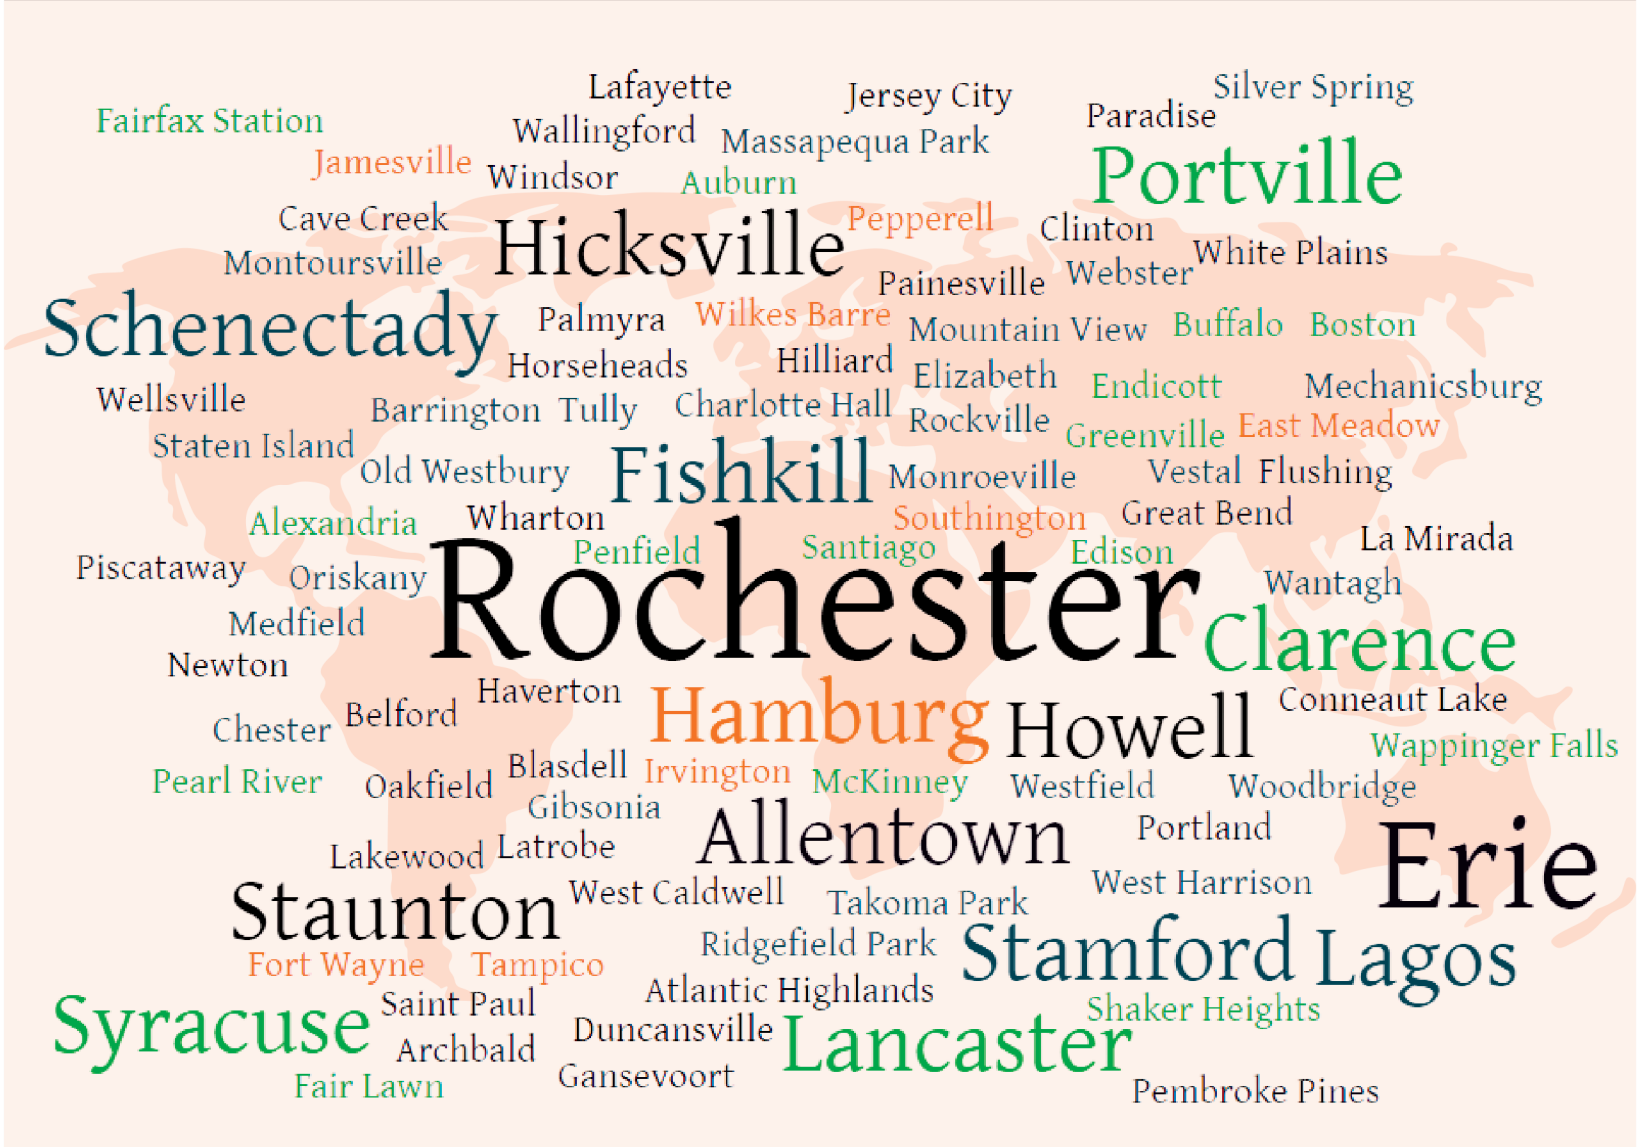 Lafayette
Jersey City
Silver Spring
Fairfax Station
Wallingford
Massapequa Park
Paradise
Jamesville
Windsor
Auburn
Portville
Cave Creek
Hicksville
Pepperell
Clinton
White Plains
Montoursville
Painesville
Webster
Schenectady
Palmyra
Wilkes Barre
Mountain View
Buffalo
Boston
Horseheads
Hilliard
Elizabeth
Endicott
Mechanicsburg
Wellsville
Barrington
Tully
Charlotte Hall
Rockville
Greenville
East Meadow
Staten Island
Old Westbury
Fishkill
Monroeville
Vestal
Flushing
Alexandria
Wharton
Southington
Great Bend
La Mirada
Penfield
Santiago
Edison
Piscataway
Oriskany
Rochester
Wantagh
Medfield
Clarence
Newton
Haverton
Hamburg
Howell
Conneaut Lake
Chester
Belford
Wappinger Falls
Pearl River
Oakfield
Blasdell
Irvington
McKinney
Westfield
Woodbridge
Gibsonia
Allentown
Portland
Erie
Lakewood
Latrobe
Staunton
West Caldwell
Takoma Park
West Harrison
Ridgefield Park
Stamford
Lagos
Fort Wayne
Tampico
Atlantic Highlands
Shaker Heights
Syracuse
Saint Paul
Duncansville
Lancaster
Archbald
Fair Lawn
Gansevoort
Pembroke Pines